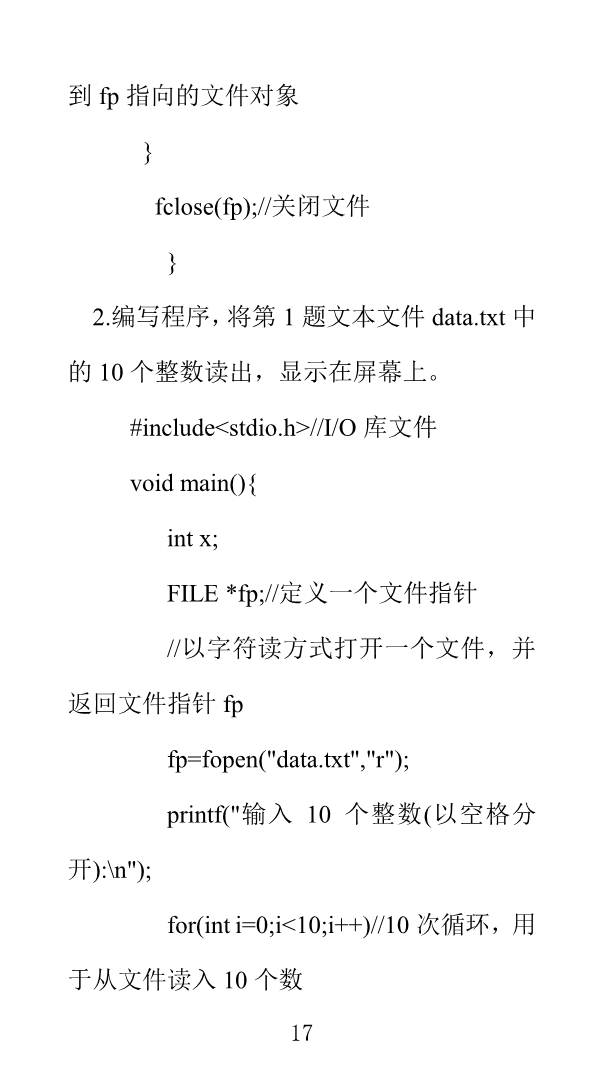 到 fp 指向的文件对象
}
fclose(fp);//关闭文件
}
2.编写程序，将第 1 题文本文件 data.txt 中
的 10 个整数读出，显示在屏幕上。
#include<stdio.h>//I/O 库文件
void main(){
int x;
FILE *fp;//定义一个文件指针
//以字符读方式打开一个文件，并
返回文件指针 fp
fp=fopen("data.txt","r");
printf("输入 10 个整数(以空格分
开):\n");
for(int i=0;i<10;i++)//10 次循环，用
于从文件读入 10 个数
17